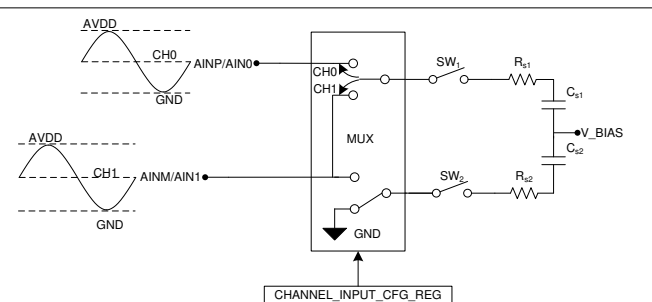 AVDD
CH0
AINP/AIN0
GND
CH0
CH1
SW1
Rs1
Cs1
MUX
V_BIAS
AVDD
CH1
AINM/AIN1
GND
Cs2
SW2
Rs2
GND
CHANNEL_INPUT_CFG_REG